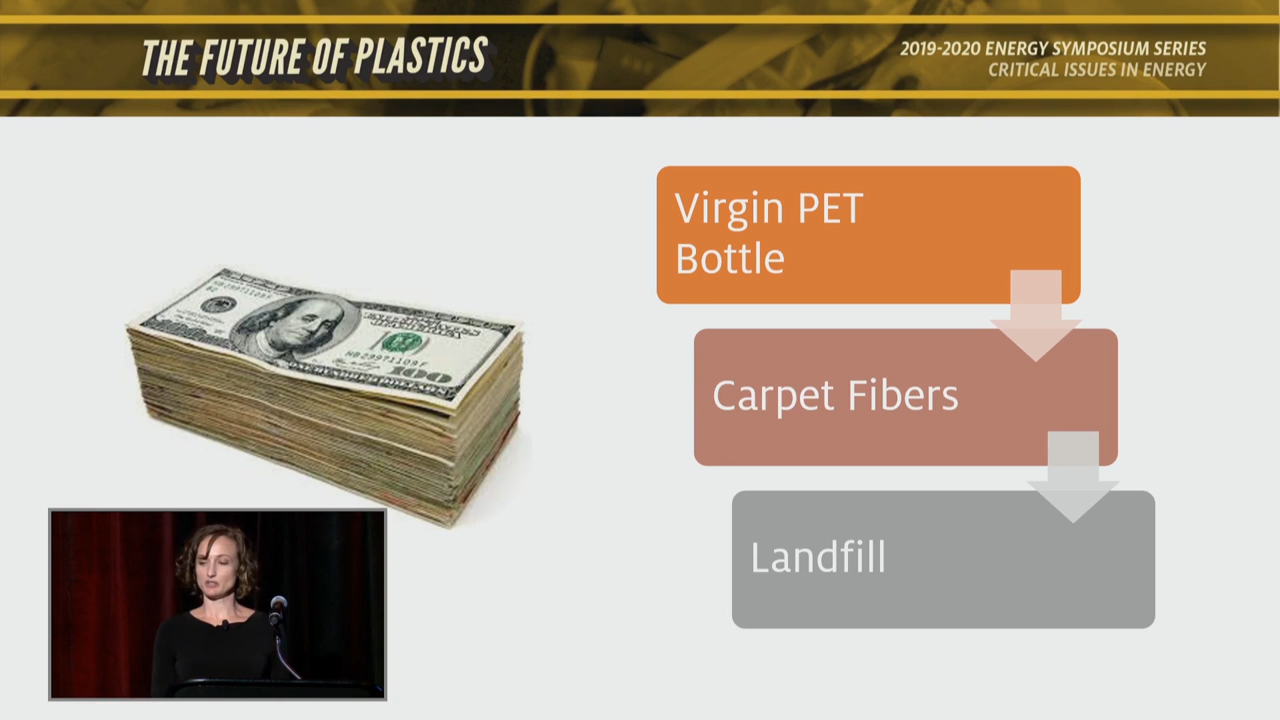 THE FUTURE OF PLASTICS
2019-2020 ENERGY SYMPOSIUM SERIES
CRITICAL ISSUES IN ENERGY
Virgin PET
Bottle
Carpet Fibers
Landfill
100